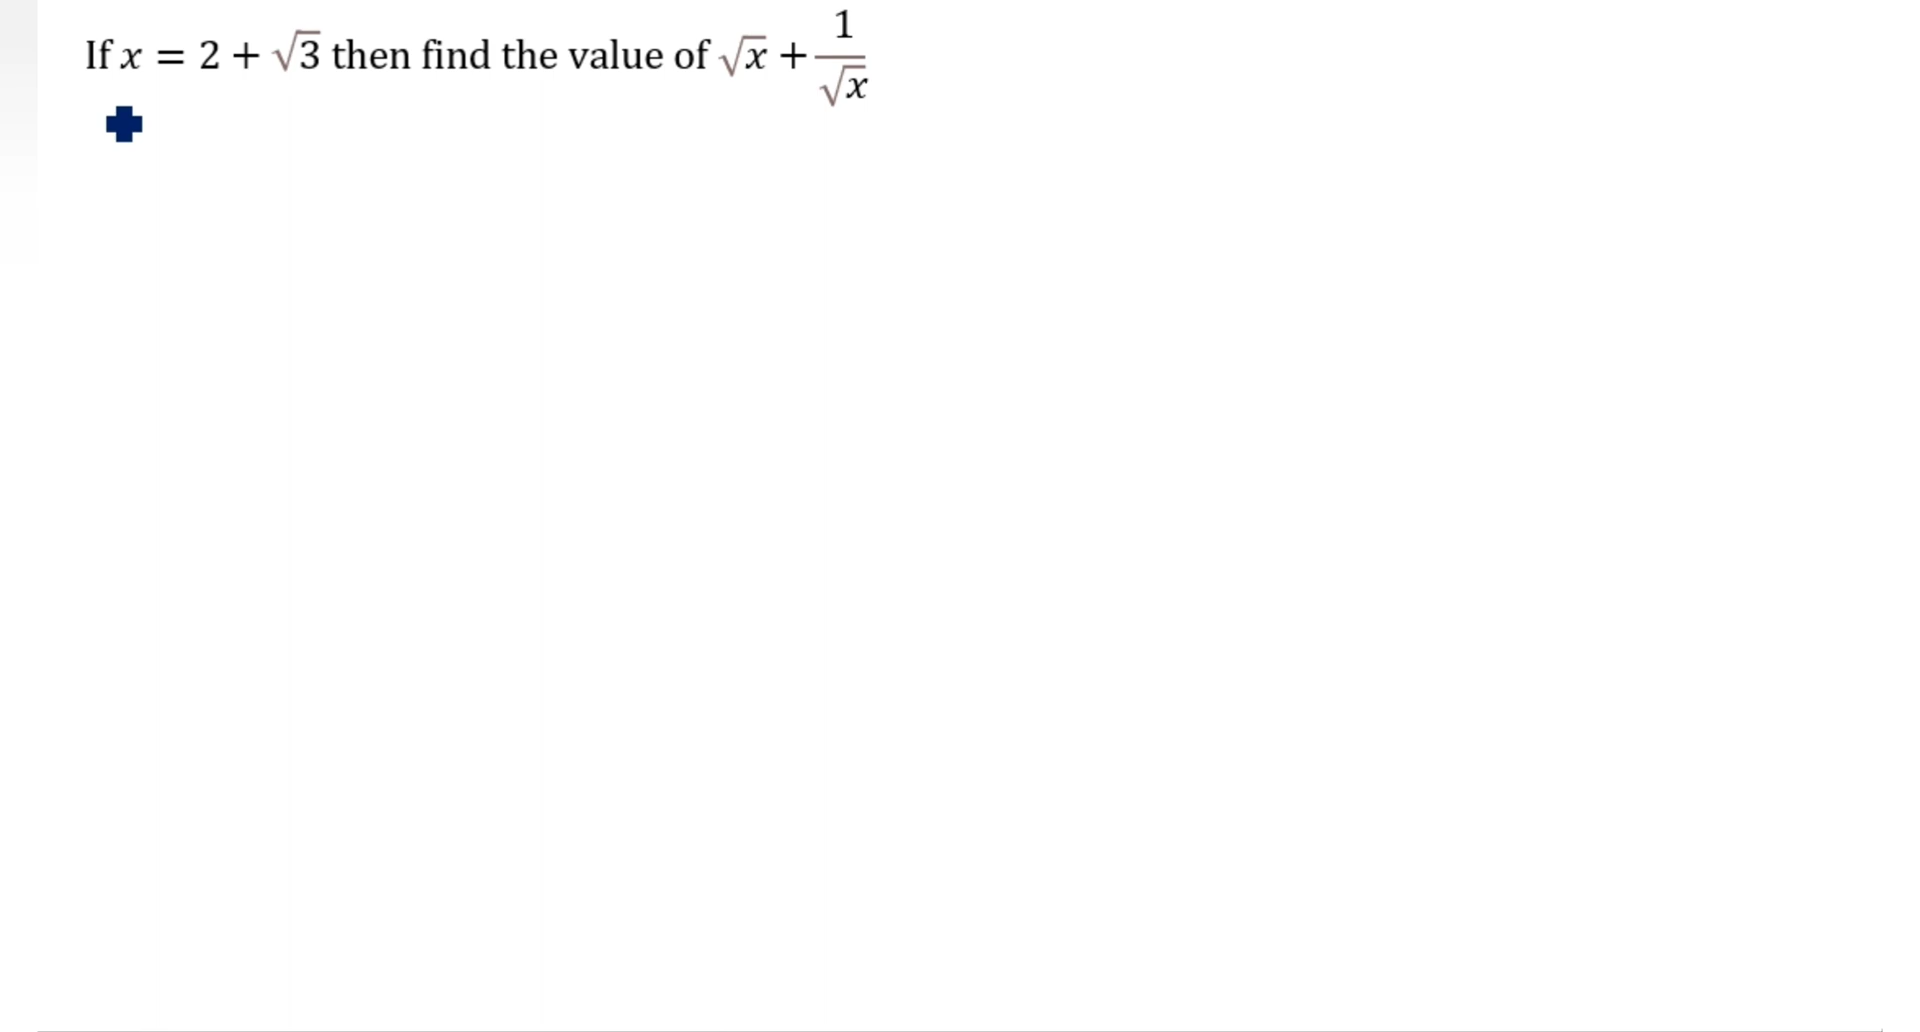 If x = 2 + √3 then find the value of √x + 1/√x